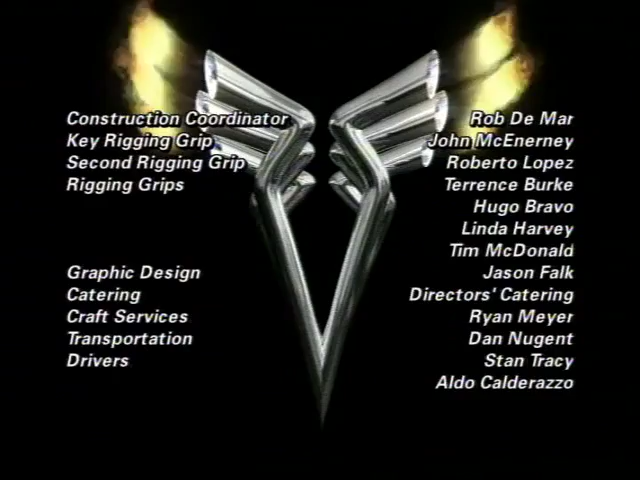 Construction Coordinator Rob De Mar
Key Rigging Grip John McEnerney
Second Rigging Grip Roberto Lopez
Rigging Grips Terrence Burke
Hugo Bravo
Linda Harvey
Tim McDonald
Graphic Design Jason Falk
Catering Directors' Catering
Craft Services Ryan Meyer
Transportation Dan Nugent
Drivers Stan Tracy
Aldo Calderazzo